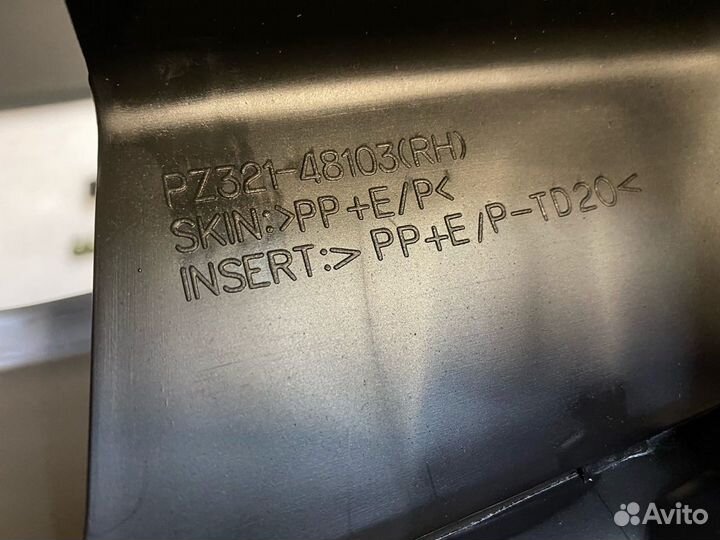 PZ321-48103(RH)
SKIN:>PP+E/P<
INSERT:> PP+E/P-TD20<
Avito